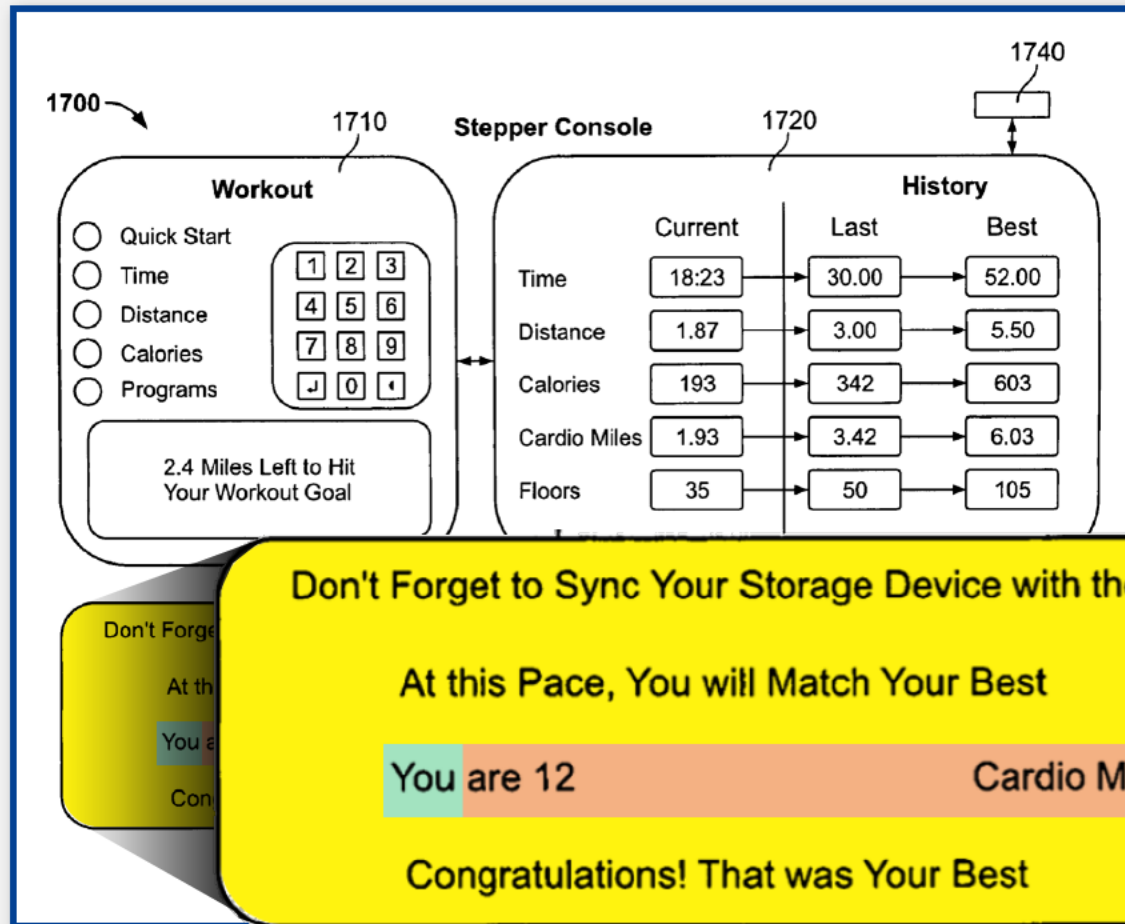 1740
1700
1710
Stepper Console
1720
Workout
Quick Start
Time
Distance
Calories
Programs
1 2 3
4 5 6
7 8 9
0
2.4 Miles Left to Hit
Your Workout Goal
History
Current Last Best
Time 18:23 30.00 52.00
Distance 1.87 3.00 5.50
Calories 193 342 603
Cardio Miles 1.93 3.42 6.03
Floors 35 50 105
Don't Forge
At th
You a
Con
Don't Forget to Sync Your Storage Device with the
At this Pace, You will Match Your Best
You are 12 Cardio M
Congratulations! That was Your Best